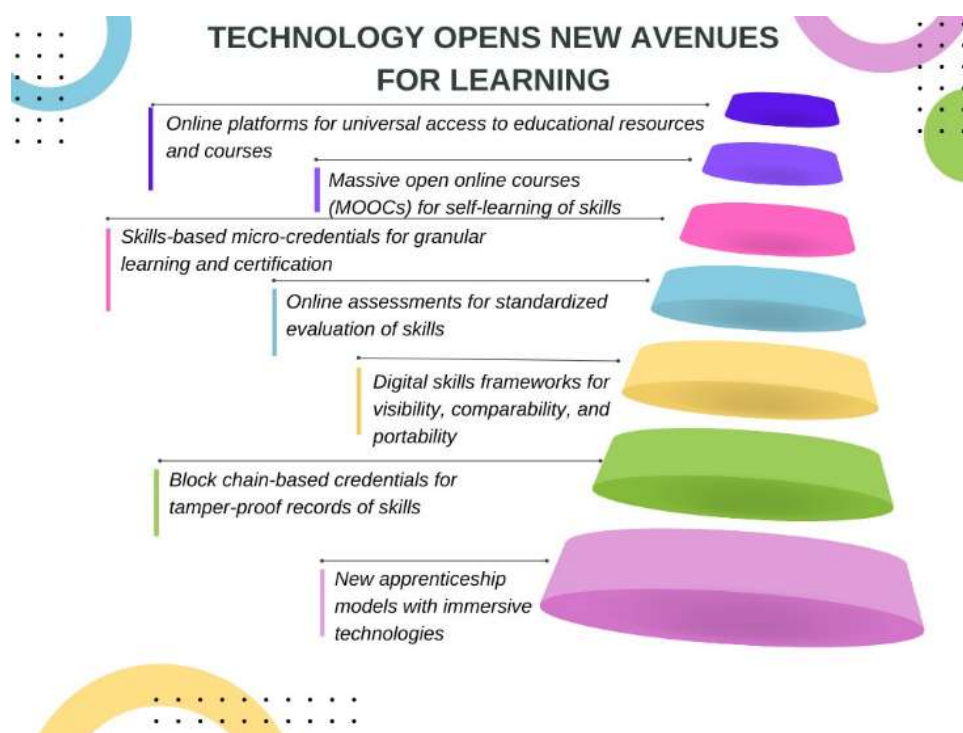 TECHNOLOGY OPENS NEW AVENUES
FOR LEARNING
Online platforms for universal access to educational resources
and courses
Massive open online courses
(MOOCs) for self-learning of skills
Skills-based micro-credentials for granular
learning and certification
Online assessments for standardized
evaluation of skills
Digital skills frameworks for
visibility, comparability, and
portability
Block chain-based credentials for
tamper-proof records of skills
New apprenticeship
models with immersive
technologies